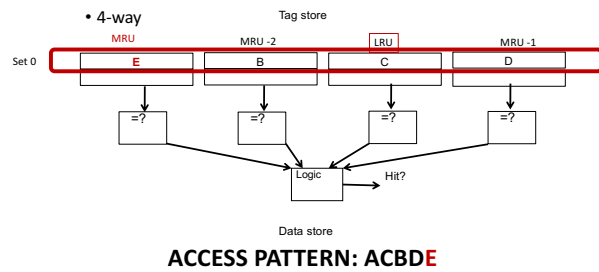 • 4-way
Tag store
MRU
MRU -2
LRU
MRU -1
Set 0
E
B
C
D
=?
=?
=?
=?
Logic
Hit?
Data store
ACCESS PATTERN: ACBDE